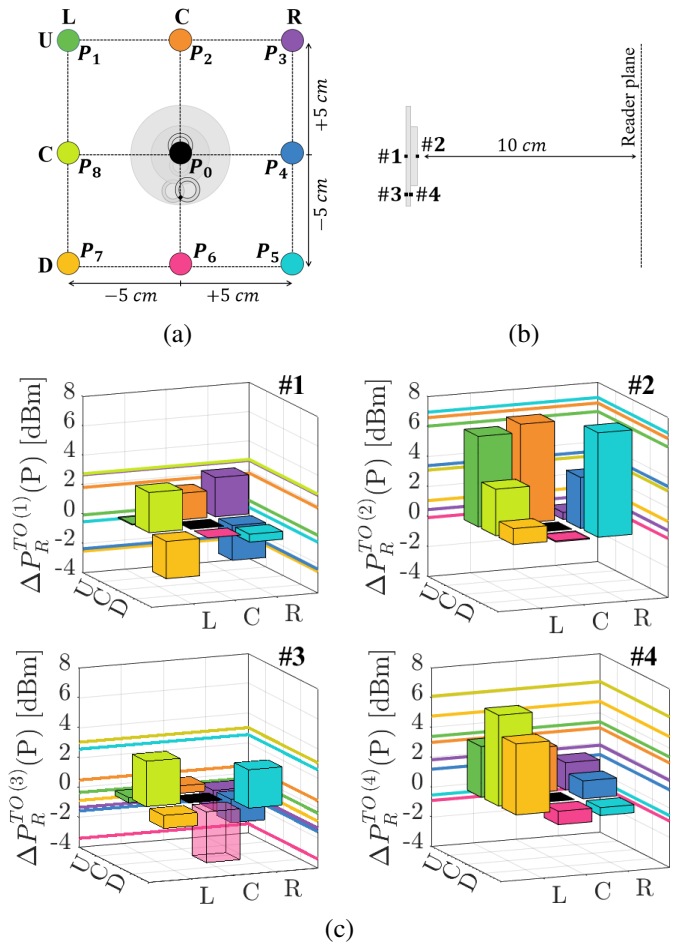 L C R
U P1 P2 P3
+5 cm
C P8 P0 P4
−5 cm
D P7 P6 P5
−5 cm +5 cm
(a)
Reader plane
#1 #2 10 cm
#3 #4
(b)
#1
ΔP_R^{TO (1)}(P) [dBm]
8
6
4
2
0
-2
-4
U C D
L C R
#2
ΔP_R^{TO (2)}(P) [dBm]
8
6
4
2
0
-2
-4
U C D
L C R
#3
ΔP_R^{TO (3)}(P) [dBm]
8
6
4
2
0
-2
-4
U C D
L C R
#4
ΔP_R^{TO (4)}(P) [dBm]
8
6
4
2
0
-2
-4
U C D
L C R
(c)